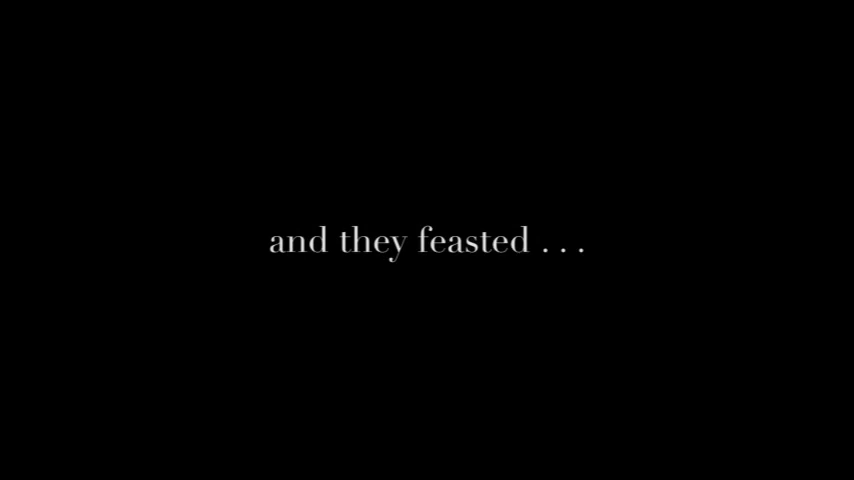 and they feasted . . .